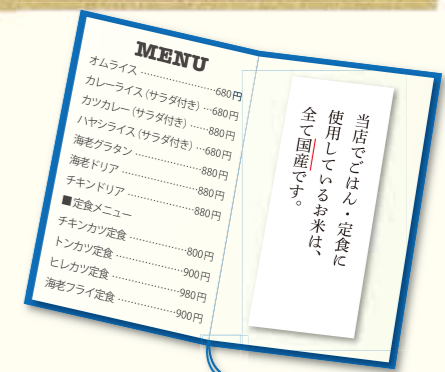 MENU
オムライス …………………680円
カレーライス（サラダ付き）…680円
カツカレー（サラダ付き）……880円
ハヤシライス（サラダ付き）…680円
海老グラタン …………………880円
海老ドリア ……………………880円
チキンドリア …………………880円
■定食メニュー
チキンカツ定食 ………………800円
トンカツ定食 …………………900円
ヒレカツ定食 …………………980円
海老フライ定食 ………………900円
当店でごはん・定食に
使用しているお米は、
全て国産です。